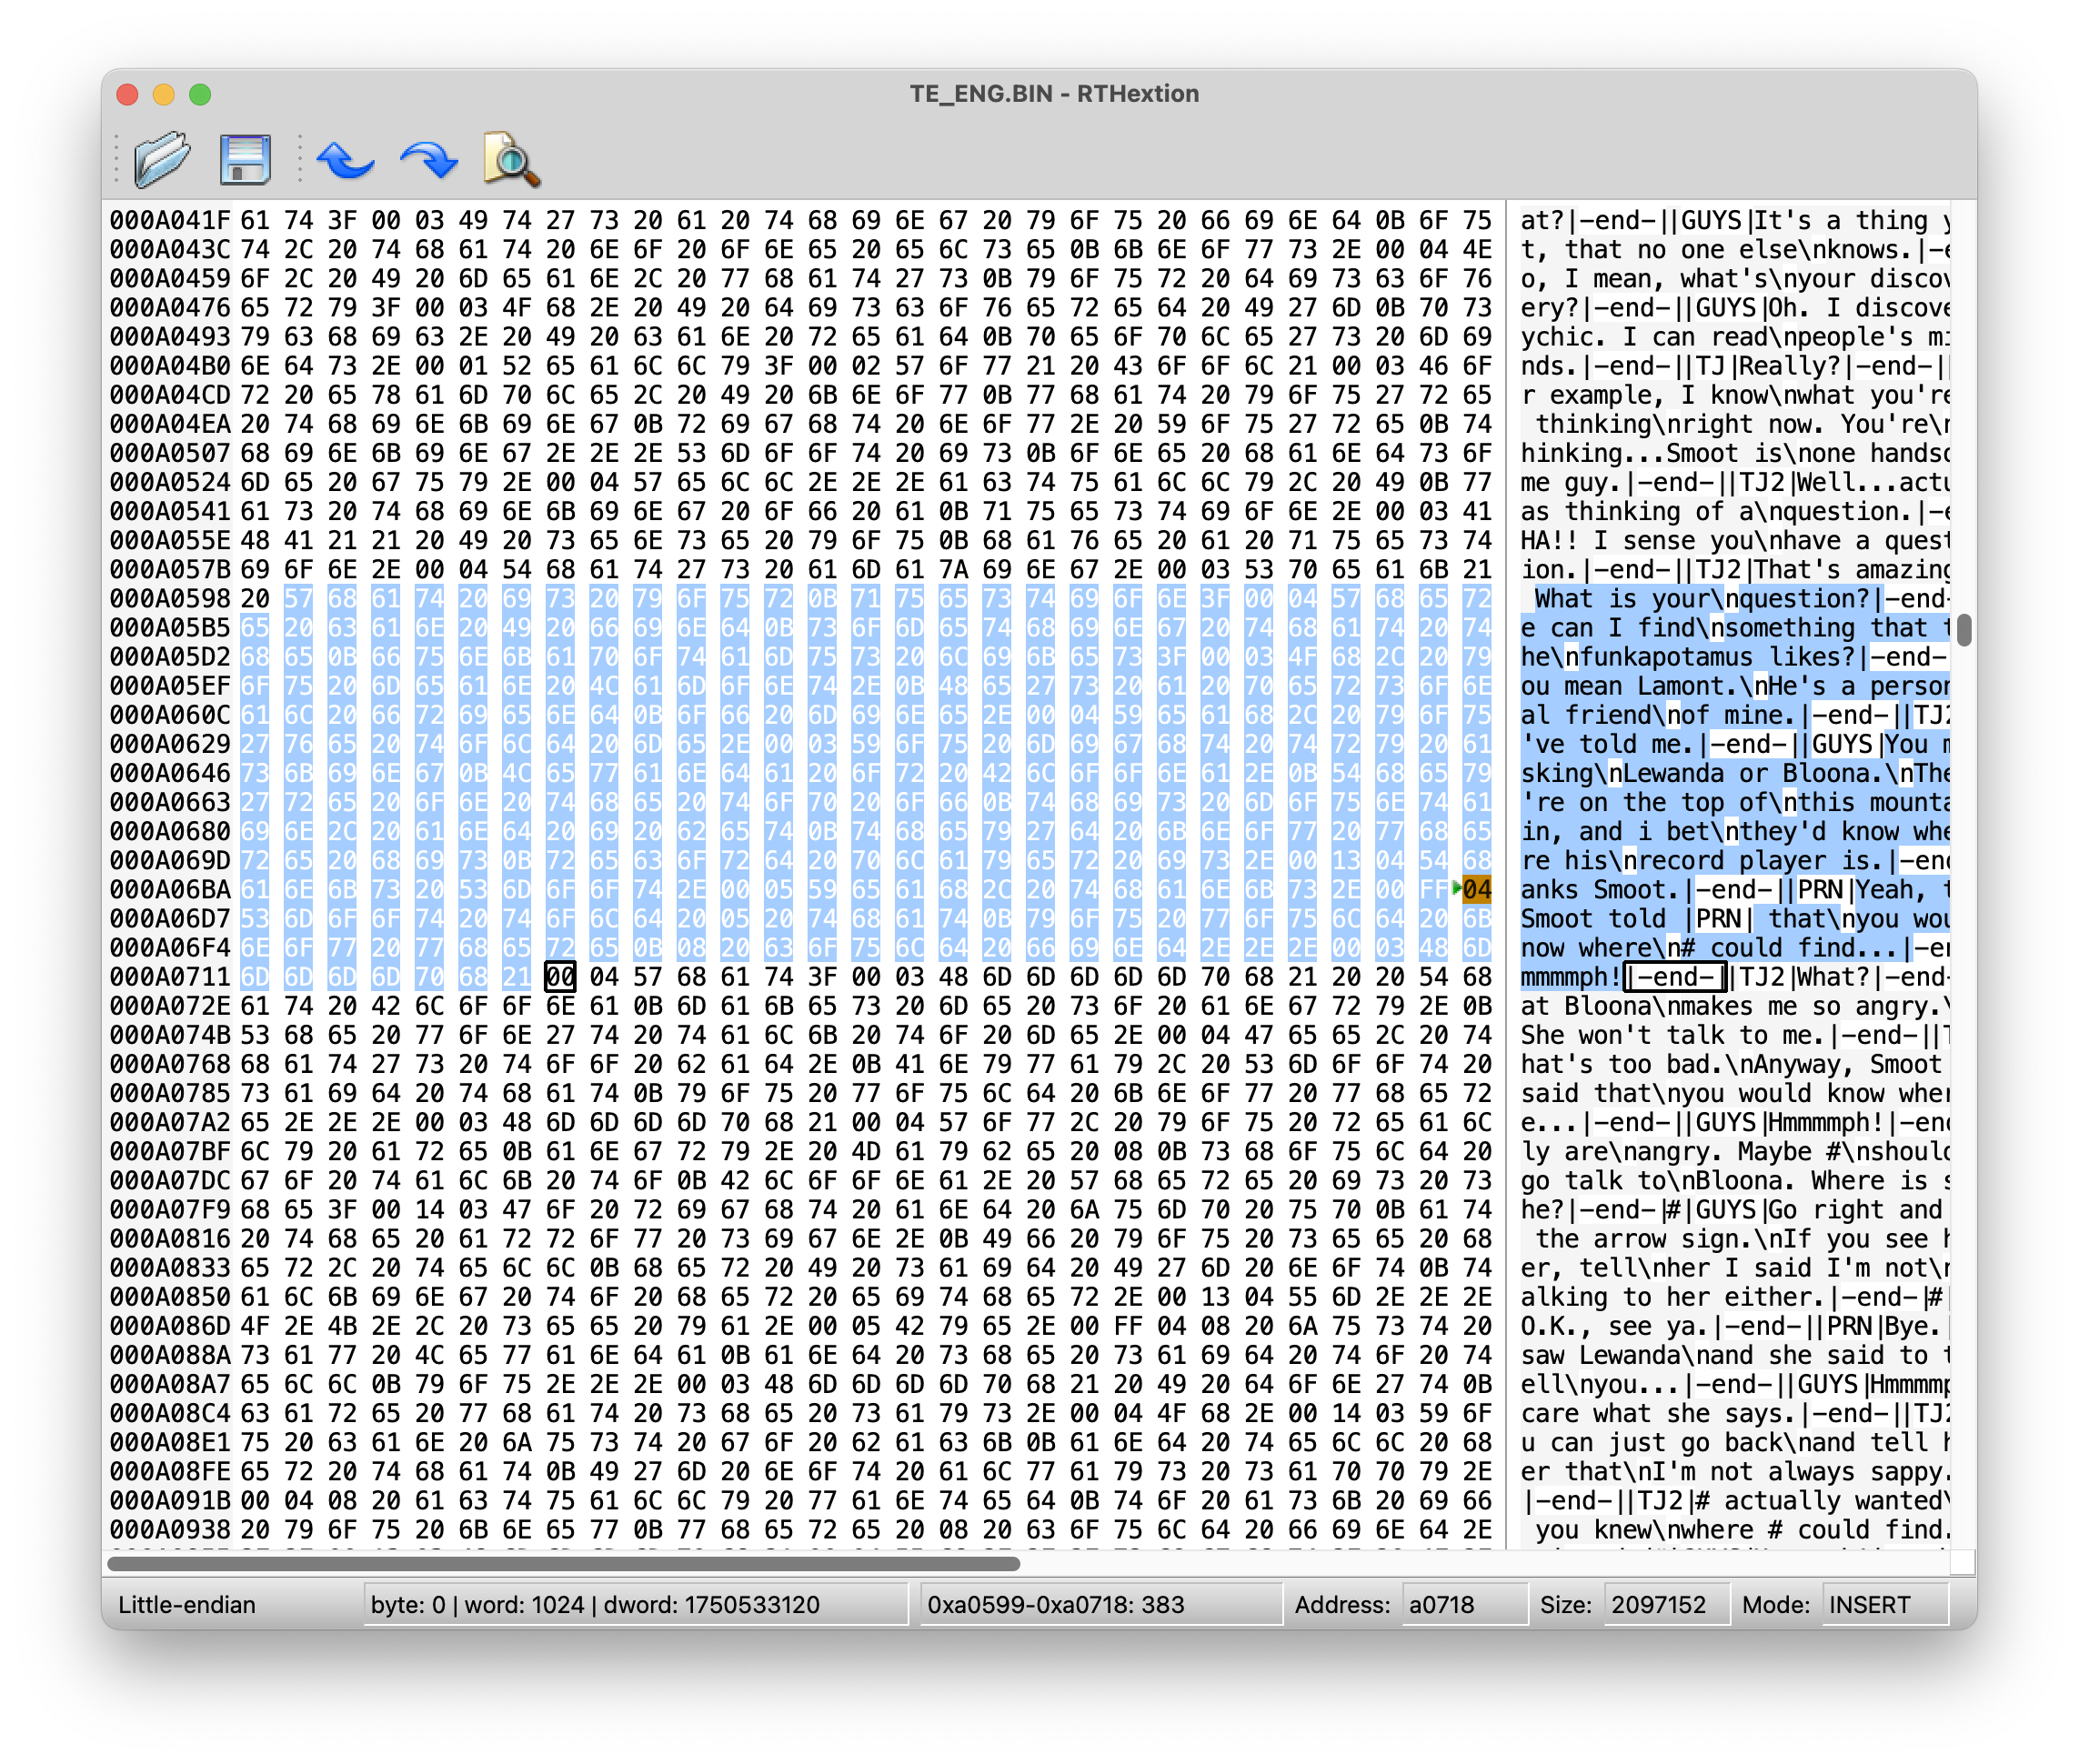 TE_ENG.BIN - RTHextion
000A041F 61 74 3F 00 03 49 74 27 73 20 61 20 74 68 69 6E 67 20 79 6F 75 20 66 69 6E 64 0B 6F 75 at?|-end-||GUYS|It's a thing y
000A043C 74 2C 20 74 68 61 74 20 6E 6F 20 6F 6E 65 20 65 6C 73 65 0B 6B 6E 6F 77 73 2E 00 04 4E t, that no one else\nknows.|-e
000A0459 6F 2C 20 49 20 6D 65 61 6E 2C 20 77 68 61 74 27 73 0B 79 6F 75 72 20 64 69 73 63 6F 76 o, I mean, what's\nyour discov
000A0476 65 72 79 3F 00 03 4F 68 2E 20 49 20 64 69 73 63 6F 76 65 72 65 64 20 49 27 6D 0B 70 73 ery?|-end-||GUYS|Oh. I discove
000A0493 79 63 68 69 63 2E 20 49 20 63 61 6E 20 72 65 61 64 0B 70 65 6F 70 6C 65 27 73 20 6D 69 ychic. I can read\npeople's mi
000A04B0 6E 64 73 2E 00 01 52 65 61 6C 6C 79 3F 00 02 57 6F 77 21 20 43 6F 6F 6C 21 00 03 46 6F nds.|-end-||TJ|Really?|-end-||
000A04CD 72 20 65 78 61 6D 70 6C 65 2C 20 49 20 6B 6E 6F 77 0B 77 68 61 74 20 79 6F 75 27 72 65 r example, I know\nwhat you're
000A04EA 20 74 68 69 6E 6B 69 6E 67 0B 72 69 67 68 74 20 6E 6F 77 2E 20 59 6F 75 27 72 65 0B 74 thinking\nright now. You're\n
000A0507 68 69 6E 6B 69 6E 67 2E 2E 2E 53 6D 6F 6F 74 20 69 73 0B 6F 6E 65 20 68 61 6E 64 73 6F hinking...Smoot is\none handso
000A0524 6D 65 20 67 75 79 2E 00 04 57 65 6C 6C 2E 2E 2E 61 63 74 75 61 6C 6C 79 2C 20 49 0B 77 me guy.|-end-||TJ2|Well...actu
000A0541 61 73 20 74 68 69 6E 6B 69 6E 67 20 6F 66 20 61 0B 71 75 65 73 74 69 6F 6E 2E 00 03 41 as thinking of a\nquestion.|-e
000A055E 48 41 21 21 20 49 20 73 65 6E 73 65 20 79 6F 75 0B 68 61 76 65 20 61 20 71 75 65 73 74 HA!! I sense you\nhave a quest
000A057B 69 6F 6E 2E 00 04 54 68 61 74 27 73 20 61 6D 61 7A 69 6E 67 2E 00 03 53 70 65 61 6B 21 ion.|-end-||TJ2|That's amazing
000A0598 20 57 68 61 74 20 69 73 20 79 6F 75 72 0B 71 75 65 73 74 69 6F 6E 3F 00 04 57 68 65 72 What is your\nquestion?|-end-
000A05B5 65 20 63 61 6E 20 49 20 66 69 6E 64 0B 73 6F 6D 65 74 68 69 6E 67 20 74 68 61 74 20 74 e can I find\nsomething that t
000A05D2 68 65 0B 66 75 6E 6B 61 70 6F 74 61 6D 75 73 20 6C 69 6B 65 73 3F 00 03 4F 68 2C 20 79 he\nfunkapotamus likes?|-end-
000A05EF 6F 75 20 6D 65 61 6E 20 4C 61 6D 6F 6E 74 2E 0B 48 65 27 73 20 61 20 70 65 72 73 6F 6E ou mean Lamont.\nHe's a person
000A060C 61 6C 20 66 72 69 65 6E 64 0B 6F 66 20 6D 69 6E 65 2E 00 04 59 65 61 68 2C 20 79 6F 75 al friend\nof mine.|-end-||TJ2
000A0629 27 76 65 20 74 6F 6C 64 20 6D 65 2E 00 03 59 6F 75 20 6D 69 67 68 74 20 74 72 79 20 61 've told me.|-end-||GUYS|You m
000A0646 73 6B 69 6E 67 0B 4C 65 77 61 6E 64 61 20 6F 72 20 42 6C 6F 6F 6E 61 2E 0B 54 68 65 79 sking\nLewanda or Bloona.\nThe
000A0663 27 72 65 20 6F 6E 20 74 68 65 20 74 6F 70 20 6F 66 0B 74 68 69 73 20 6D 6F 75 6E 74 61 're on the top of\nthis mounta
000A0680 69 6E 2C 20 61 6E 64 20 69 20 62 65 74 0B 74 68 65 79 27 64 20 6B 6E 6F 77 20 77 68 65 in, and i bet\nthey'd know whe
000A069D 72 65 20 68 69 73 0B 72 65 63 6F 72 64 20 70 6C 61 79 65 72 20 69 73 2E 00 13 04 54 68 re his\nrecord player is.|-end
000A06BA 61 6E 6B 73 20 53 6D 6F 6F 74 2E 00 05 59 65 61 68 2C 20 74 68 61 6E 6B 73 2E 00 FF 04 anks Smoot.|-end-||PRN|Yeah, t
000A06D7 53 6D 6F 6F 74 20 74 6F 6C 64 20 05 20 74 68 61 74 0B 79 6F 75 20 77 6F 75 6C 64 20 6B Smoot told |PRN| that\nyou wou
000A06F4 6E 6F 77 20 77 68 65 72 65 0B 08 20 63 6F 75 6C 64 20 66 69 6E 64 2E 2E 2E 00 03 48 6D now where\n# could find...|-en
000A0711 6D 6D 6D 6D 70 68 21 00 04 57 68 61 74 3F 00 03 48 6D 6D 6D 6D 6D 70 68 21 20 20 54 68 mmmmph!|-end-||TJ2|What?|-end-
000A072E 61 74 20 42 6C 6F 6F 6E 61 0B 6D 61 6B 65 73 20 6D 65 20 73 6F 20 61 6E 67 72 79 2E 0B at Bloona\nmakes me so angry.\
000A074B 53 68 65 20 77 6F 6E 27 74 20 74 61 6C 6B 20 74 6F 20 6D 65 2E 00 04 47 65 65 2C 20 74 She won't talk to me.|-end-||T
000A0768 68 61 74 27 73 20 74 6F 6F 20 62 61 64 2E 0B 41 6E 79 77 61 79 2C 20 53 6D 6F 6F 74 20 hat's too bad.\nAnyway, Smoot
000A0785 73 61 69 64 20 74 68 61 74 0B 79 6F 75 20 77 6F 75 6C 64 20 6B 6E 6F 77 20 77 68 65 72 said that\nyou would know wher
000A07A2 65 2E 2E 2E 00 03 48 6D 6D 6D 6D 70 68 21 00 04 57 6F 77 2C 20 79 6F 75 20 72 65 61 6C e...|-end-||GUYS|Hmmmmph!|-end
000A07BF 6C 79 20 61 72 65 0B 61 6E 67 72 79 2E 20 4D 61 79 62 65 20 08 0B 73 68 6F 75 6C 64 20 ly are\nangry. Maybe #\nshould
000A07DC 67 6F 20 74 61 6C 6B 20 74 6F 0B 42 6C 6F 6F 6E 61 2E 20 57 68 65 72 65 20 69 73 20 73 go talk to\nBloona. Where is s
000A07F9 68 65 3F 00 14 03 47 6F 20 72 69 67 68 74 20 61 6E 64 20 6A 75 6D 70 20 75 70 0B 61 74 he?|-end-|#|GUYS|Go right and
000A0816 20 74 68 65 20 61 72 72 6F 77 20 73 69 67 6E 2E 0B 49 66 20 79 6F 75 20 73 65 65 20 68 the arrow sign.\nIf you see h
000A0833 65 72 2C 20 74 65 6C 6C 0B 68 65 72 20 49 20 73 61 69 64 20 49 27 6D 20 6E 6F 74 0B 74 er, tell\nher I said I'm not\n
000A0850 61 6C 6B 69 6E 67 20 74 6F 20 68 65 72 20 65 69 74 68 65 72 2E 00 13 04 55 6D 2E 2E 2E alking to her either.|-end-|#|
000A086D 4F 2E 4B 2E 2C 20 73 65 65 20 79 61 2E 00 05 42 79 65 2E 00 FF 04 08 20 6A 75 73 74 20 O.K., see ya.|-end-||PRN|Bye.|
000A088A 73 61 77 20 4C 65 77 61 6E 64 61 0B 61 6E 64 20 73 68 65 20 73 61 69 64 20 74 6F 20 74 saw Lewanda\nand she said to t
000A08A7 65 6C 6C 0B 79 6F 75 2E 2E 2E 00 03 48 6D 6D 6D 6D 70 68 21 20 49 20 64 6F 6E 27 74 0B ell\nyou...|-end-||GUYS|Hmmmmp
000A08C4 63 61 72 65 20 77 68 61 74 20 73 68 65 20 73 61 79 73 2E 00 04 4F 68 2E 00 14 03 59 6F care what she says.|-end-||TJ2
000A08E1 75 20 63 61 6E 20 6A 75 73 74 20 67 6F 20 62 61 63 6B 0B 61 6E 64 20 74 65 6C 6C 20 68 u can just go back\nand tell h
000A08FE 65 72 20 74 68 61 74 0B 49 27 6D 20 6E 6F 74 20 61 6C 77 61 79 73 20 73 61 70 70 79 2E er that\nI'm not always sappy.
000A091B 00 04 08 20 61 63 74 75 61 6C 6C 79 20 77 61 6E 74 65 64 0B 74 6F 20 61 73 6B 20 69 66 |-end-||TJ2|# actually wanted\
000A0938 20 79 6F 75 20 6B 6E 65 77 0B 77 68 65 72 65 20 08 20 63 6F 75 6C 64 20 66 69 6E 64 2E you knew\nwhere # could find.
Little-endian byte: 0 | word: 1024 | dword: 1750533120 0xa0599-0xa0718: 383 Address: a0718 Size: 2097152 Mode: INSERT